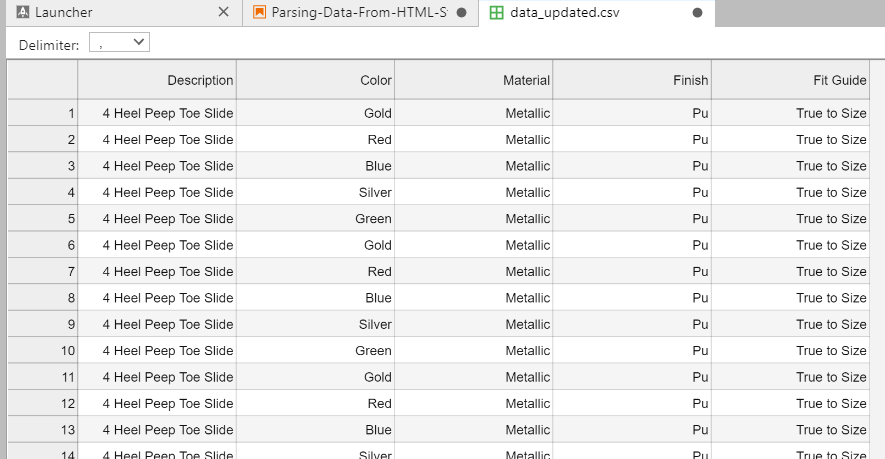 Launcher Parsing-Data-From-HTML-S data_updated.csv
Delimiter: ,
Description Color Material Finish Fit Guide
1 4 Heel Peep Toe Slide Gold Metallic Pu True to Size
2 4 Heel Peep Toe Slide Red Metallic Pu True to Size
3 4 Heel Peep Toe Slide Blue Metallic Pu True to Size
4 4 Heel Peep Toe Slide Silver Metallic Pu True to Size
5 4 Heel Peep Toe Slide Green Metallic Pu True to Size
6 4 Heel Peep Toe Slide Gold Metallic Pu True to Size
7 4 Heel Peep Toe Slide Red Metallic Pu True to Size
8 4 Heel Peep Toe Slide Blue Metallic Pu True to Size
9 4 Heel Peep Toe Slide Silver Metallic Pu True to Size
10 4 Heel Peep Toe Slide Green Metallic Pu True to Size
11 4 Heel Peep Toe Slide Gold Metallic Pu True to Size
12 4 Heel Peep Toe Slide Red Metallic Pu True to Size
13 4 Heel Peep Toe Slide Blue Metallic Pu True to Size
14 4 Heel Peep Toe Slide Silver Metallic Pu True to Size